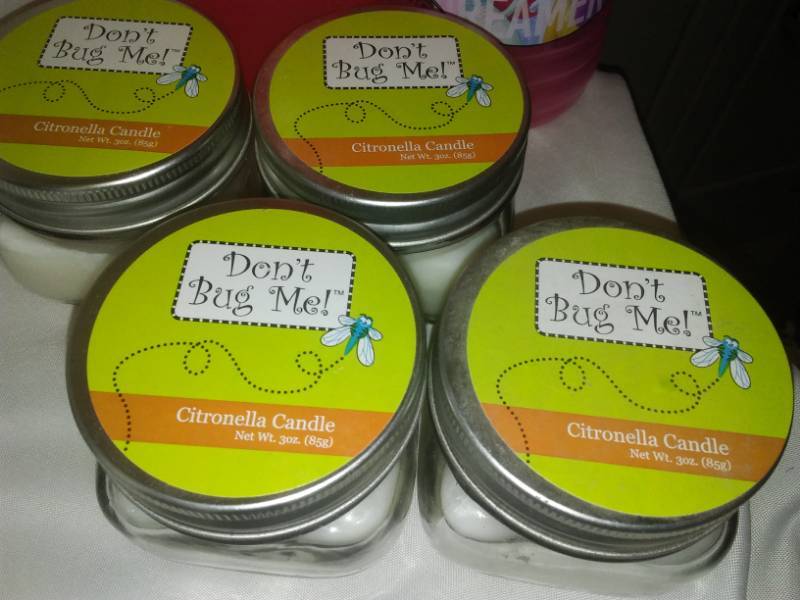 Don't
Bug Me!™
Citronella Candle
Net Wt. 3oz. (85g)
Don't
Bug Me!™
Citronella Candle
Net Wt. 3oz. (85g)
Don't
Bug Me!™
Citronella Candle
Net Wt. 3oz. (85g)
Don't
Bug Me!™
Citronella Candle
Net Wt. 3oz. (85g)